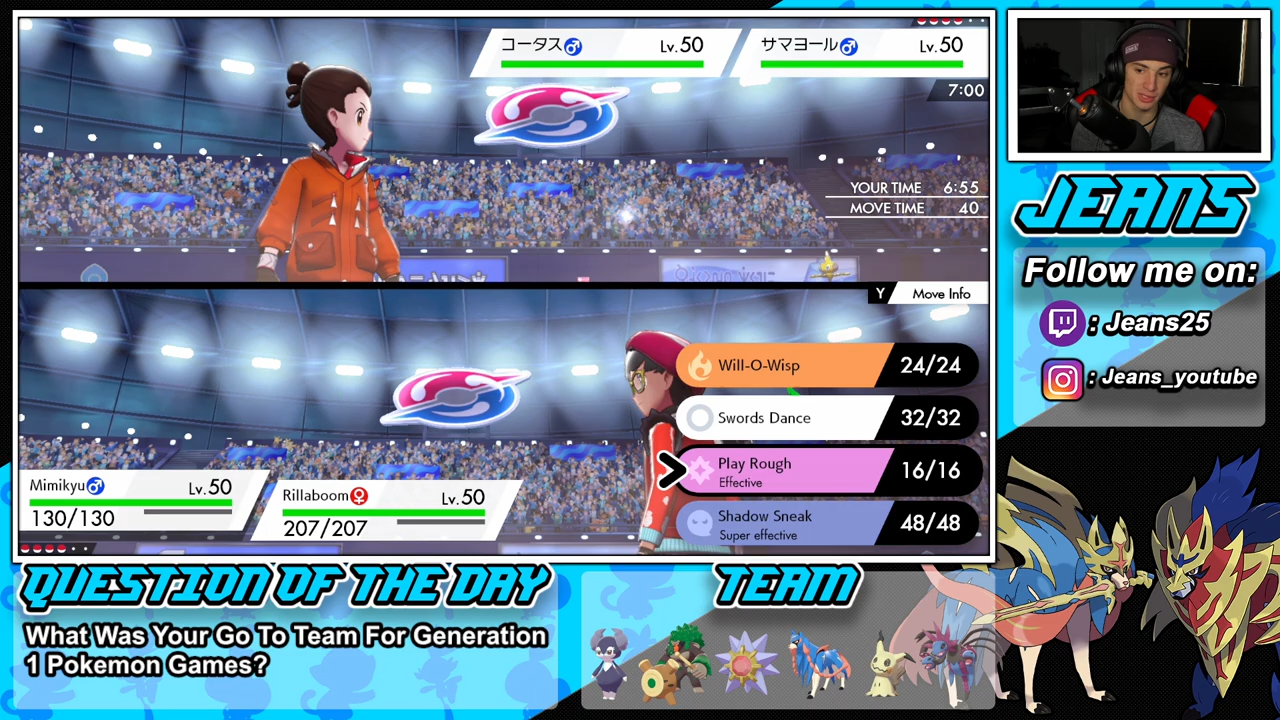 コータス♂ Lv.50
サマヨール♂ Lv.50
7:00
YOUR TIME 6:55
MOVE TIME 40
Y Move Info
Will-O-Wisp 24/24
Swords Dance 32/32
Play Rough 16/16
Effective
Shadow Sneak 48/48
Super effective
Mimikyu♂ Lv.50
130/130
Rillaboom♀ Lv.50
207/207
JEANS
Follow me on:
: Jeans25
: Jeans_youtube
QUESTION OF THE DAY
What Was Your Go To Team For Generation
1 Pokemon Games?
TEAM